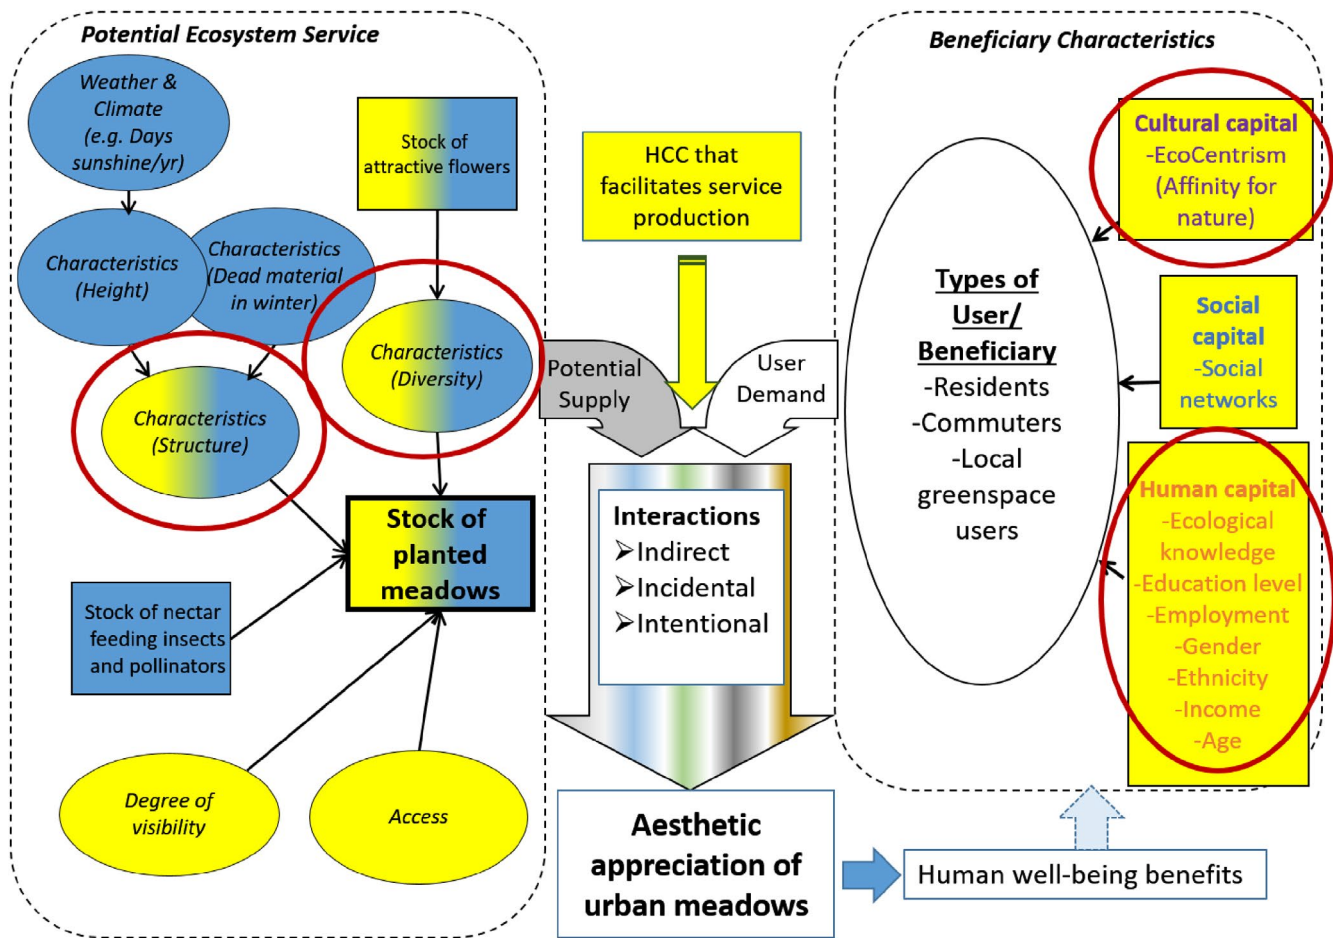 Potential Ecosystem Service
Weather &
Climate
(e.g. Days
sunshine/yr)
Stock of
attractive flowers
Characteristics
(Height)
Characteristics
(Dead material
in winter)
Characteristics
(Structure)
Characteristics
(Diversity)
Stock of
planted
meadows
Stock of nectar
feeding insects
and pollinators
Degree of
visibility
Access
HCC that
facilitates service
production
Potential
Supply
User
Demand
Interactions
➢Indirect
➢Incidental
➢Intentional
Aesthetic
appreciation of
urban meadows
Human well-being benefits
Beneficiary Characteristics
Types of
User/
Beneficiary
-Residents
-Commuters
-Local
greenspace
users
Cultural capital
-EcoCentrism
(Affinity for
nature)
Social
capital
-Social
networks
Human capital
-Ecological
knowledge
-Education level
-Employment
-Gender
-Ethnicity
-Income
-Age